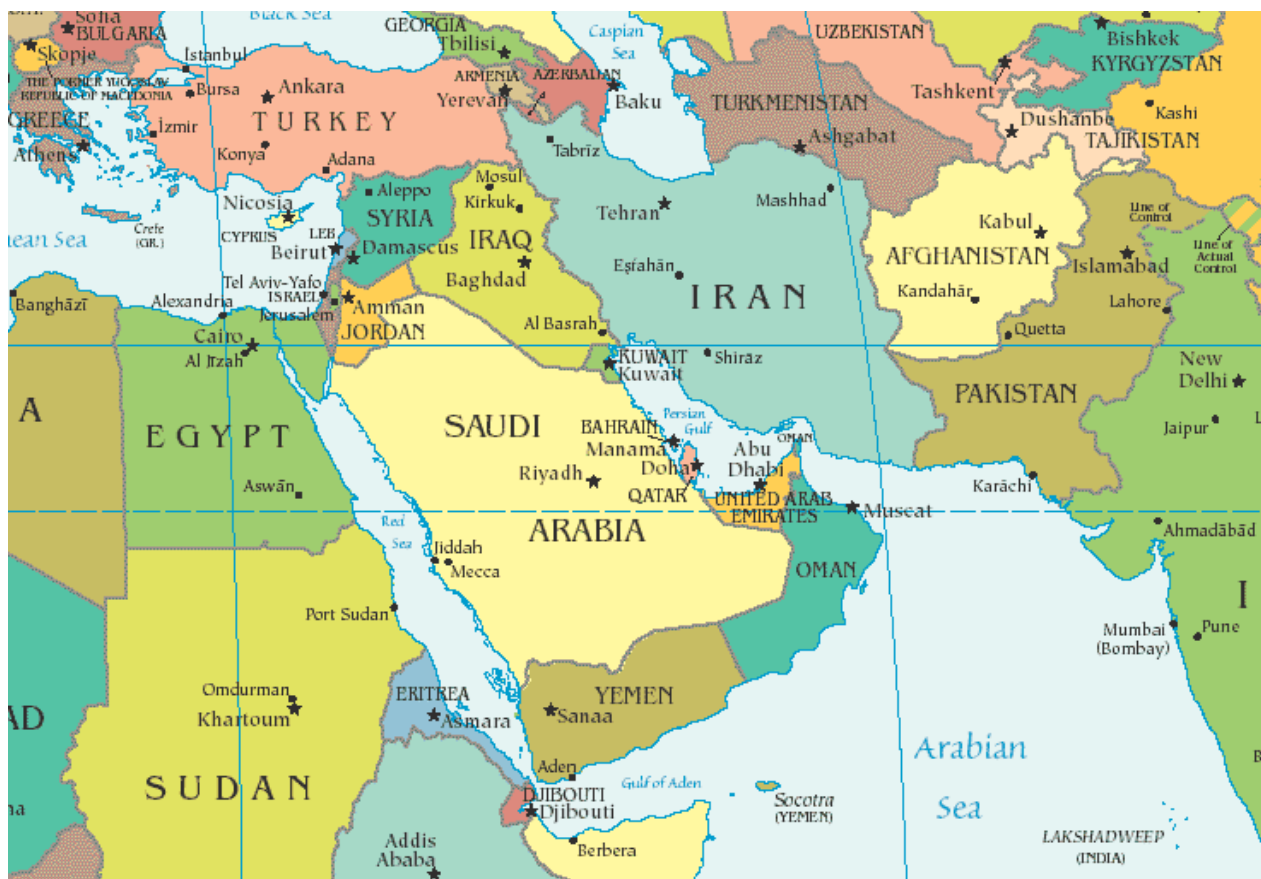 Black Sea
Sofia
BULGARIA
Skopje
THE FORMER YUGOSLAV
REPUBLIC OF MACEDONIA
GREECE
Athens
İstanbul
Bursa
İzmir
Ankara
TURKEY
Konya
Adana
GEORGIA
Tbilisi
ARMENIA
Yerevan
AZERBAIJAN
Baku
Caspian
Sea
UZBEKISTAN
Tashkent
Bishkek
KYRGYZSTAN
Kashi
TURKMENISTAN
Ashgabat
Dushanbe
TAJIKISTAN
Crete
(GR.)
nean Sea
Nicosia
CYPRUS
LEB
Beirut
Aleppo
SYRIA
Damascus
Mosul
Kirkuk
IRAQ
Baghdad
Al Basrah
Tabrīz
Tehran
Mashhad
Eşfahān
IRAN
Shirāz
Kabul
AFGHANISTAN
Kandahār
Line of
Control
Line of
Actual
Control
Islamabad
Lahore
Quetta
PAKISTAN
Karāchi
New
Delhi
Jaipur
L
Banghāzī
Alexandria
Tel Aviv-Yafo
ISRAEL
Jerusalem
Amman
JORDAN
Cairo
Al Jīzah
A
EGYPT
Aswān
KUWAIT
Kuwait
SAUDI
ARABIA
Riyadh
Persian
Gulf
BAHRAIN
Manama
Doha
QATAR
Abu
Dhabi
OMAN
UNITED ARAB
EMIRATES
Muscat
OMAN
Red
Sea
Jiddah
Mecca
Port Sudan
Ahmadābād
I
Mumbai
(Bombay)
Pune
Omdurman
Khartoum
AD
SUDAN
ERITREA
Asmara
YEMEN
Sanaa
Aden
Gulf of Aden
DJIBOUTI
Djibouti
Addis
Ababa
Berbera
Socotra
(YEMEN)
Arabian
Sea
LAKSHADWEEP
(INDIA)
B
na